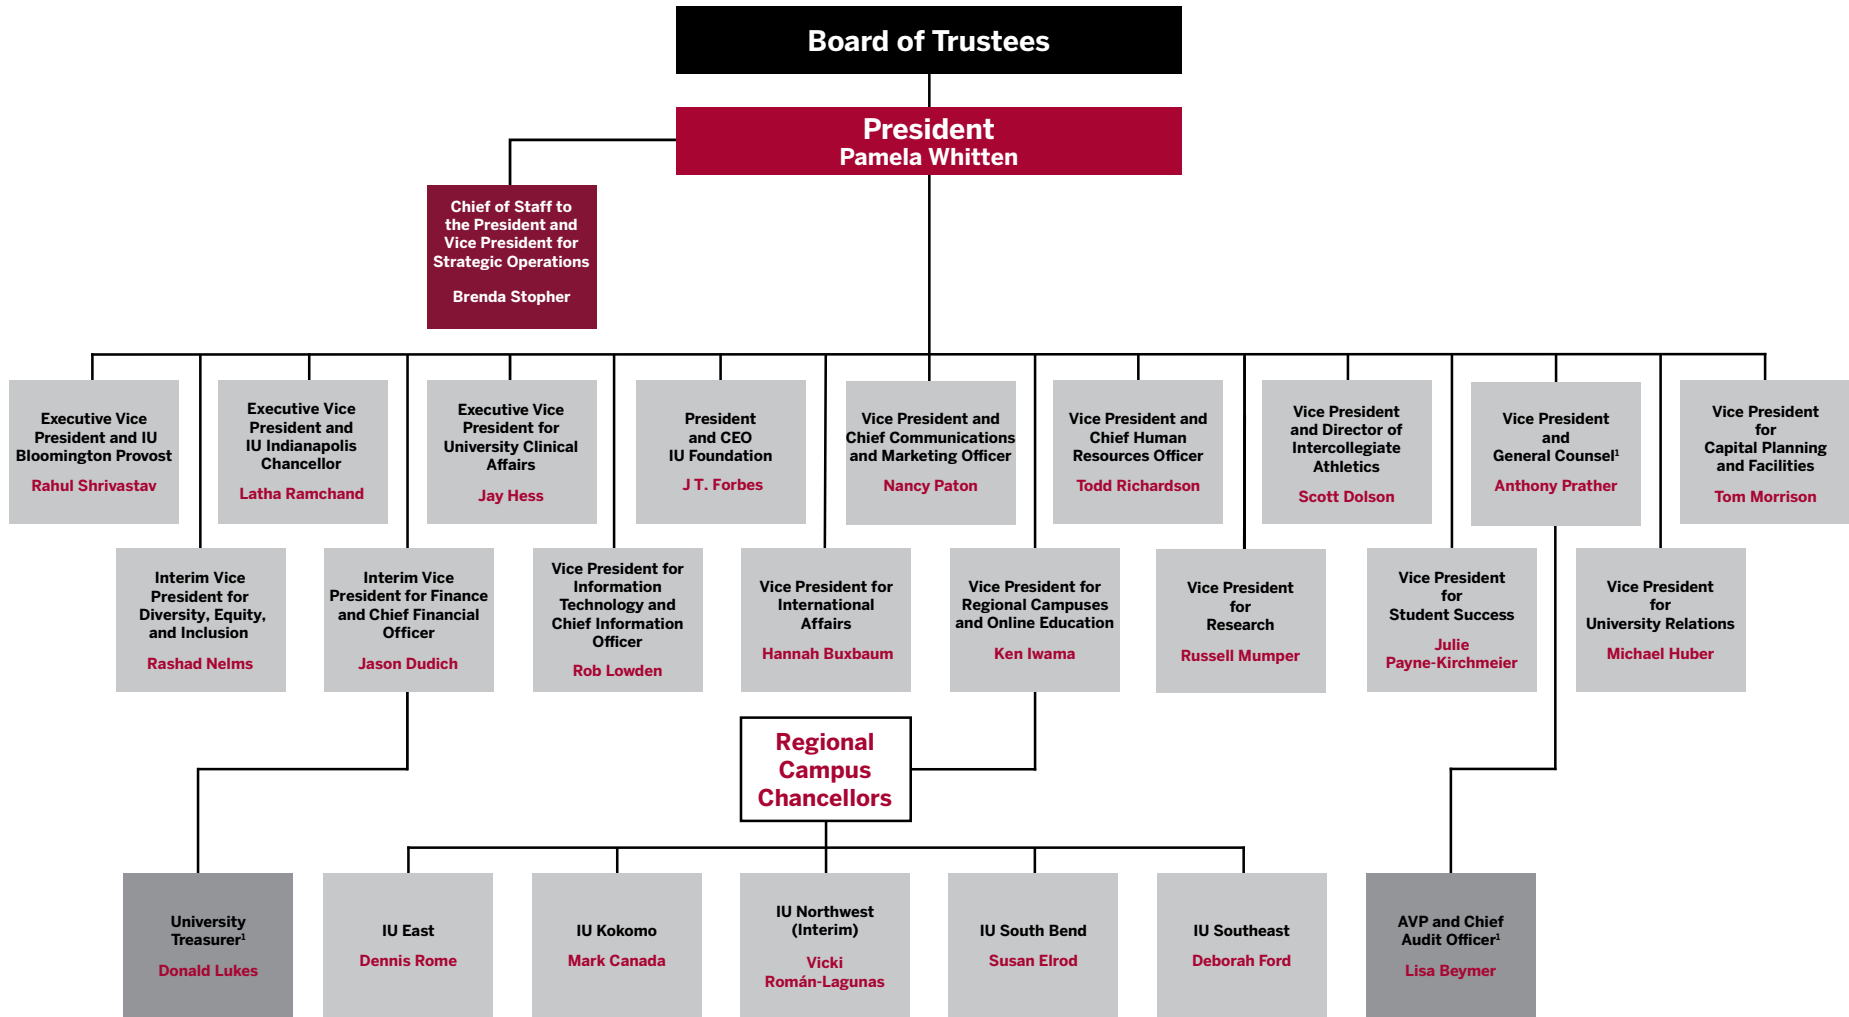 Board of Trustees
President
Pamela Whitten
Chief of Staff to
the President and
Vice President for
Strategic Operations
Brenda Stopher
Executive Vice
President and IU
Bloomington Provost
Rahul Shrivastav
Executive Vice
President and
IU Indianapolis
Chancellor
Latha Ramchand
Executive Vice
President for
University Clinical
Affairs
Jay Hess
President
and CEO
IU Foundation
J T. Forbes
Vice President and
Chief Communications
and Marketing Officer
Nancy Paton
Vice President and
Chief Human
Resources Officer
Todd Richardson
Vice President
and Director of
Intercollegiate
Athletics
Scott Dolson
Vice President
and
General Counsel¹
Anthony Prather
Vice President
for
Capital Planning
and Facilities
Tom Morrison
Interim Vice
President for
Diversity, Equity,
and Inclusion
Rashad Nelms
Interim Vice
President for Finance
and Chief Financial
Officer
Jason Dudich
Vice President for
Information
Technology and
Chief Information
Officer
Rob Lowden
Vice President for
International
Affairs
Hannah Buxbaum
Vice President for
Regional Campuses
and Online Education
Ken Iwama
Vice President
for
Research
Russell Mumper
Vice President
for
Student Success
Julie
Payne-Kirchmeier
Vice President
for
University Relations
Michael Huber
Regional
Campus
Chancellors
University
Treasurer¹
Donald Lukes
IU East
Dennis Rome
IU Kokomo
Mark Canada
IU Northwest
(Interim)
Vicki
Román-Lagunas
IU South Bend
Susan Elrod
IU Southeast
Deborah Ford
AVP and Chief
Audit Officer¹
Lisa Beymer